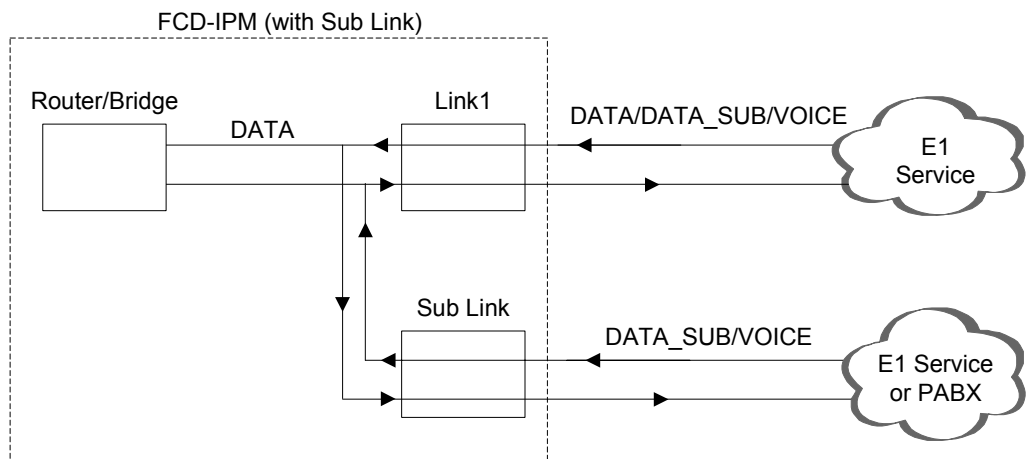 FCD-IPM (with Sub Link)
Router/Bridge
Link1
DATA
DATA/DATA_SUB/VOICE
E1
Service
Sub Link
DATA_SUB/VOICE
E1 Service
or PABX